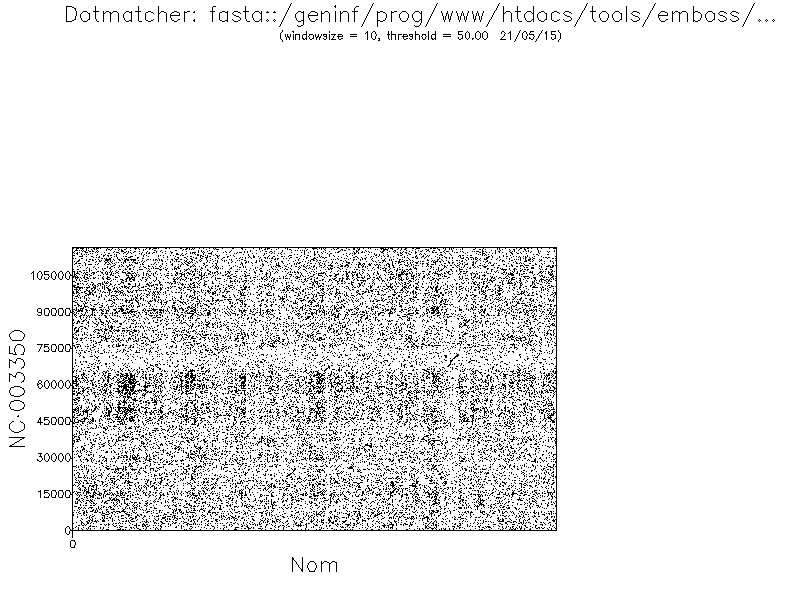 Dotmatcher: fasta::/geninf/prog/www/htdocs/tools/emboss/...
(windowsize = 10, threshold = 50.00  21/05/15)
105000
90000
75000
60000
45000
30000
15000
0
NC-003350
0
Nom